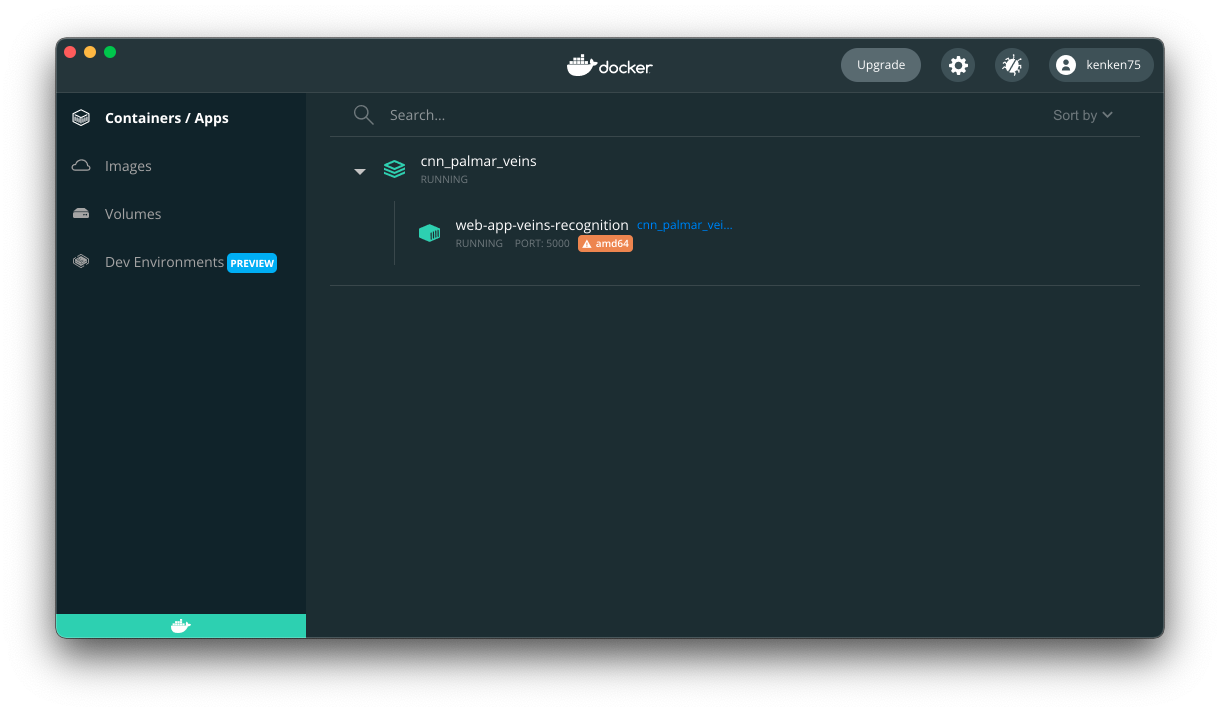 docker
Upgrade
kenken75
Containers / Apps
Images
Volumes
Dev Environments PREVIEW
Search...
Sort by
cnn_palmar_veins
RUNNING
web-app-veins-recognition cnn_palmar_vei...
RUNNING PORT: 5000 amd64